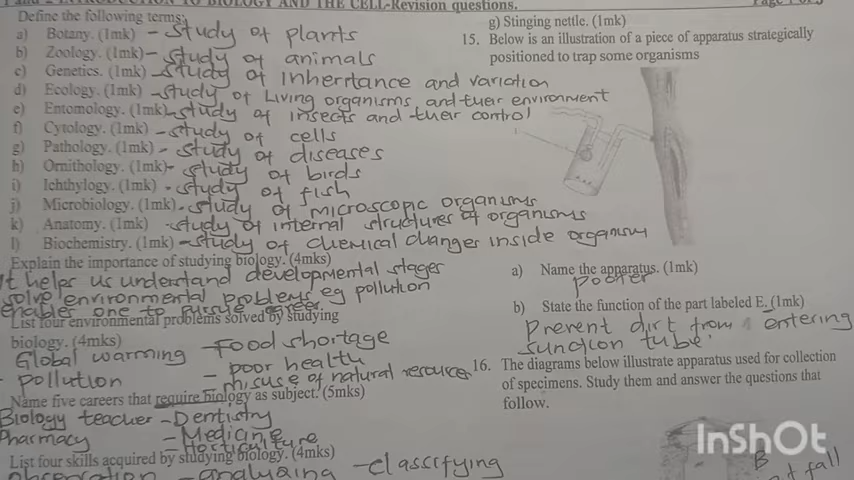 INTRODUCTION TO BIOLOGY AND THE CELL-Revision questions.
Define the following terms;
a) Botany. (1mk) - study of plants
b) Zoology. (1mk) - study of animals
c) Genetics. (1mk) - study of inheritance and variation
d) Ecology. (1mk) - study of Living organisms and their environment
e) Entomology. (1mk) - study of insects and their control
f) Cytology. (1mk) - study of cells
g) Pathology. (1mk) - study of diseases
h) Ornithology. (1mk) - study of birds
i) Ichthylogy. (1mk) - study of fish
j) Microbiology. (1mk) - study of microscopic organisms
k) Anatomy. (1mk) - study of internal structures of organisms
l) Biochemistry. (1mk) - study of chemical changes inside organism
Explain the importance of studying biology. (4mks)
It helps us understand developmental stages
solve environmental problems eg pollution
enables one to pursue career.
List four environmental problems solved by studying
biology. (4mks)
Global warming - Food shortage
- pollution - poor health
- misuse of natural resources
Name five careers that require biology as subject. (5mks)
Biology teacher - Dentistry
Pharmacy - Medicine
- Horticulture
List four skills acquired by studying biology. (4mks)
observation - analyzing - classifying
g) Stinging nettle. (1mk)
15. Below is an illustration of a piece of apparatus strategically
positioned to trap some organisms
a) Name the apparatus. (1mk)
pooter
b) State the function of the part labeled E. (1mk)
Prevent dirt from entering
suction tube.
16. The diagrams below illustrate apparatus used for collection
of specimens. Study them and answer the questions that
follow.
B
fall
InShOt